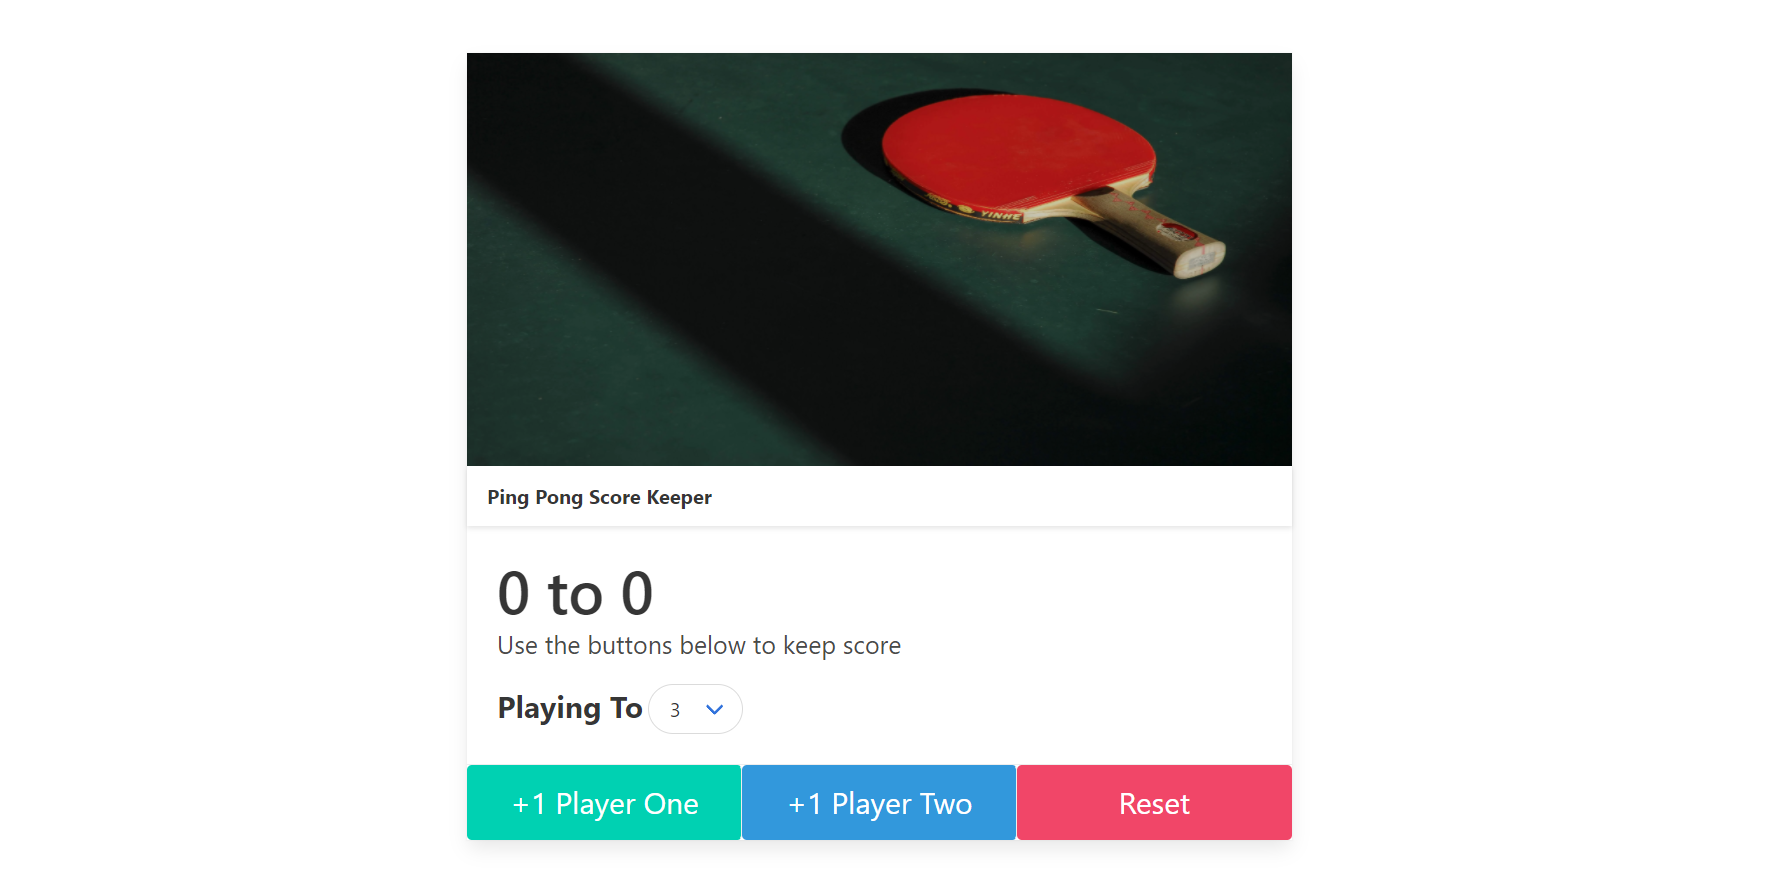 YINHE
Ping Pong Score Keeper
0 to 0
Use the buttons below to keep score
Playing To 3
+1 Player One
+1 Player Two
Reset